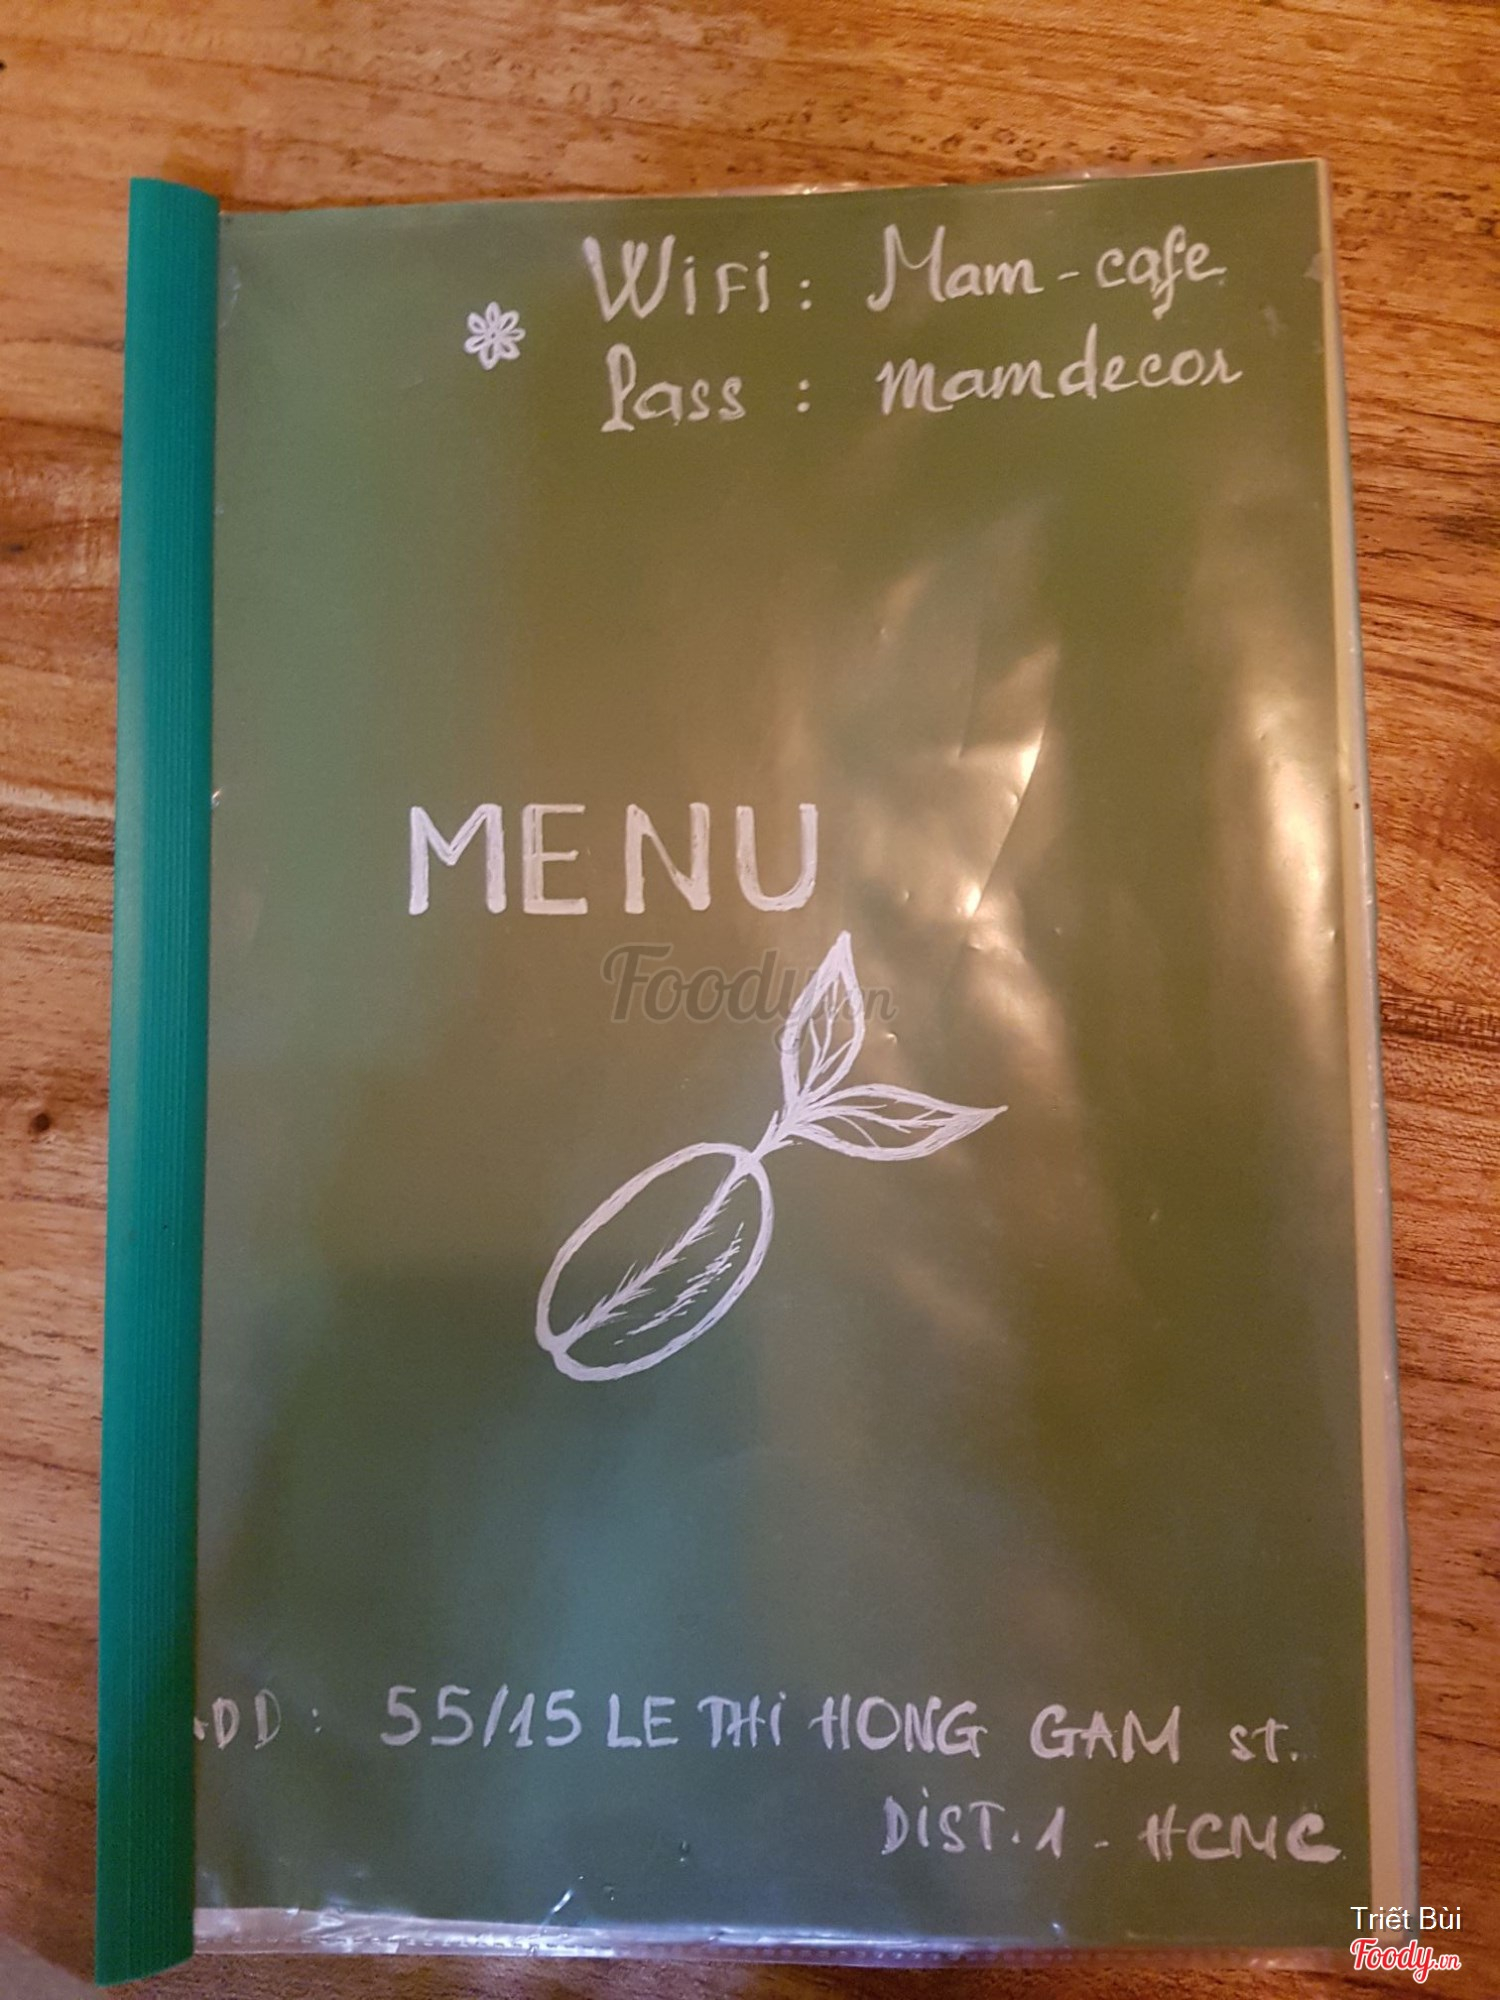 WiFi : Mam - cafe
Pass : mamdecor
MENU
Foody.vn
ADD : 55/15 LE THI HONG GAM st.
DIST. 1 - HCMC
Triết Bùi
Foody.vn